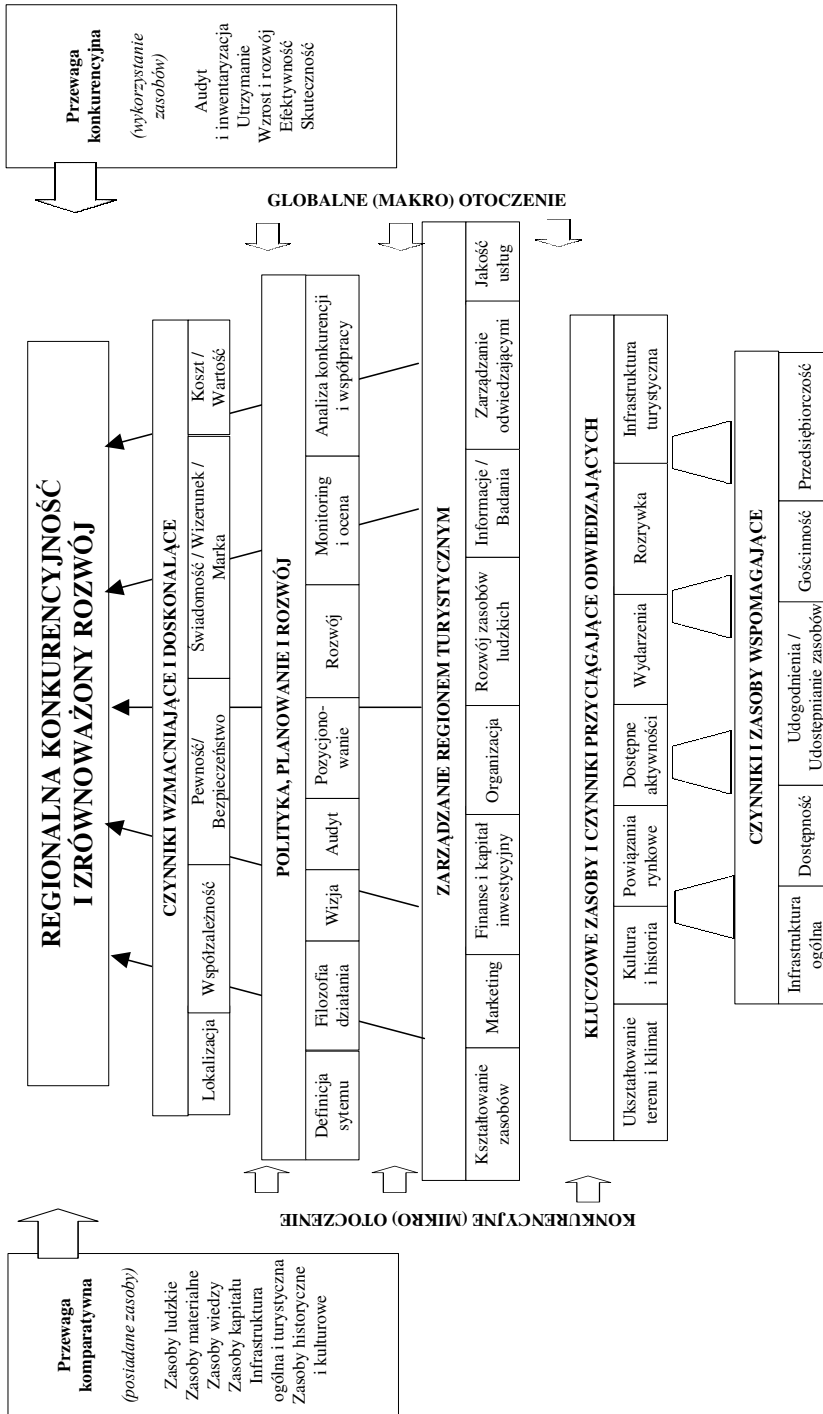 Przewaga
komparatywna
(posiadane zasoby)
Zasoby ludzkie
Zasoby materialne
Zasoby wiedzy
Zasoby kapitału
Infrastruktura
ogólna i turystyczna
Zasoby historyczne
i kulturowe
REGIONALNA KONKURENCYJNOŚĆ
I ZRÓWNOWAŻONY ROZWÓJ
Przewaga
konkurencyjna
(wykorzystanie
zasobów)
Audyt
i inwentaryzacja
Utrzymanie
Wzrost i rozwój
Efektywność
Skuteczność
KONKURENCYJNE (MIKRO) OTOCZENIE
GLOBALNE (MAKRO) OTOCZENIE
CZYNNIKI WZMACNIAJĄCE I DOSKONALĄCE
Lokalizacja
Współzależność
Pewność/
Bezpieczeństwo
Świadomość / Wizerunek /
Marka
Koszt /
Wartość
POLITYKA, PLANOWANIE I ROZWÓJ
Definicja
sytemu
Filozofia
działania
Wizja
Audyt
Pozycjono-
wanie
Rozwój
Monitoring
i ocena
Analiza konkurencji
i współpracy
ZARZĄDZANIE REGIONEM TURYSTYCZNYM
Kształtowanie
zasobów
Marketing
Finanse i kapitał
inwestycyjny
Organizacja
Rozwój zasobów
ludzkich
Informacje /
Badania
Zarządzanie
odwiedzającymi
Jakość
usług
KLUCZOWE ZASOBY I CZYNNIKI PRZYCIĄGAJĄCE ODWIEDZAJĄCYCH
Ukształtowanie
terenu i klimat
Kultura
i historia
Powiązania
rynkowe
Dostępne
aktywności
Wydarzenia
Rozrywka
Infrastruktura
turystyczna
CZYNNIKI I ZASOBY WSPOMAGAJĄCE
Infrastruktura
ogólna
Dostępność
Udogodnienia /
Udostępnianie zasobów
Gościnność
Przedsiębiorczość